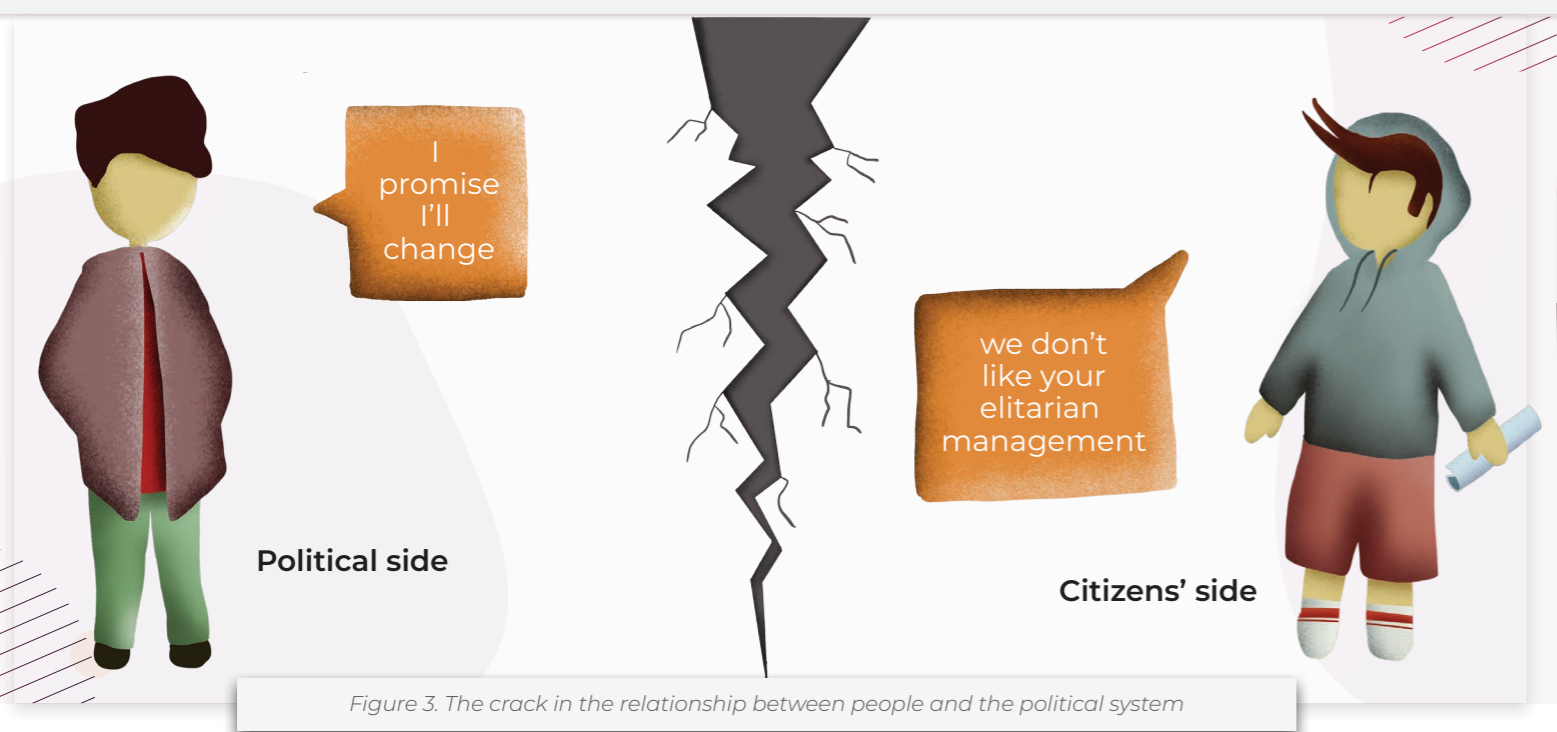 I
promise
I'll
change
we don't
like your
elitarian
management
Political side
Citizens' side
Figure 3. The crack in the relationship between people and the political system